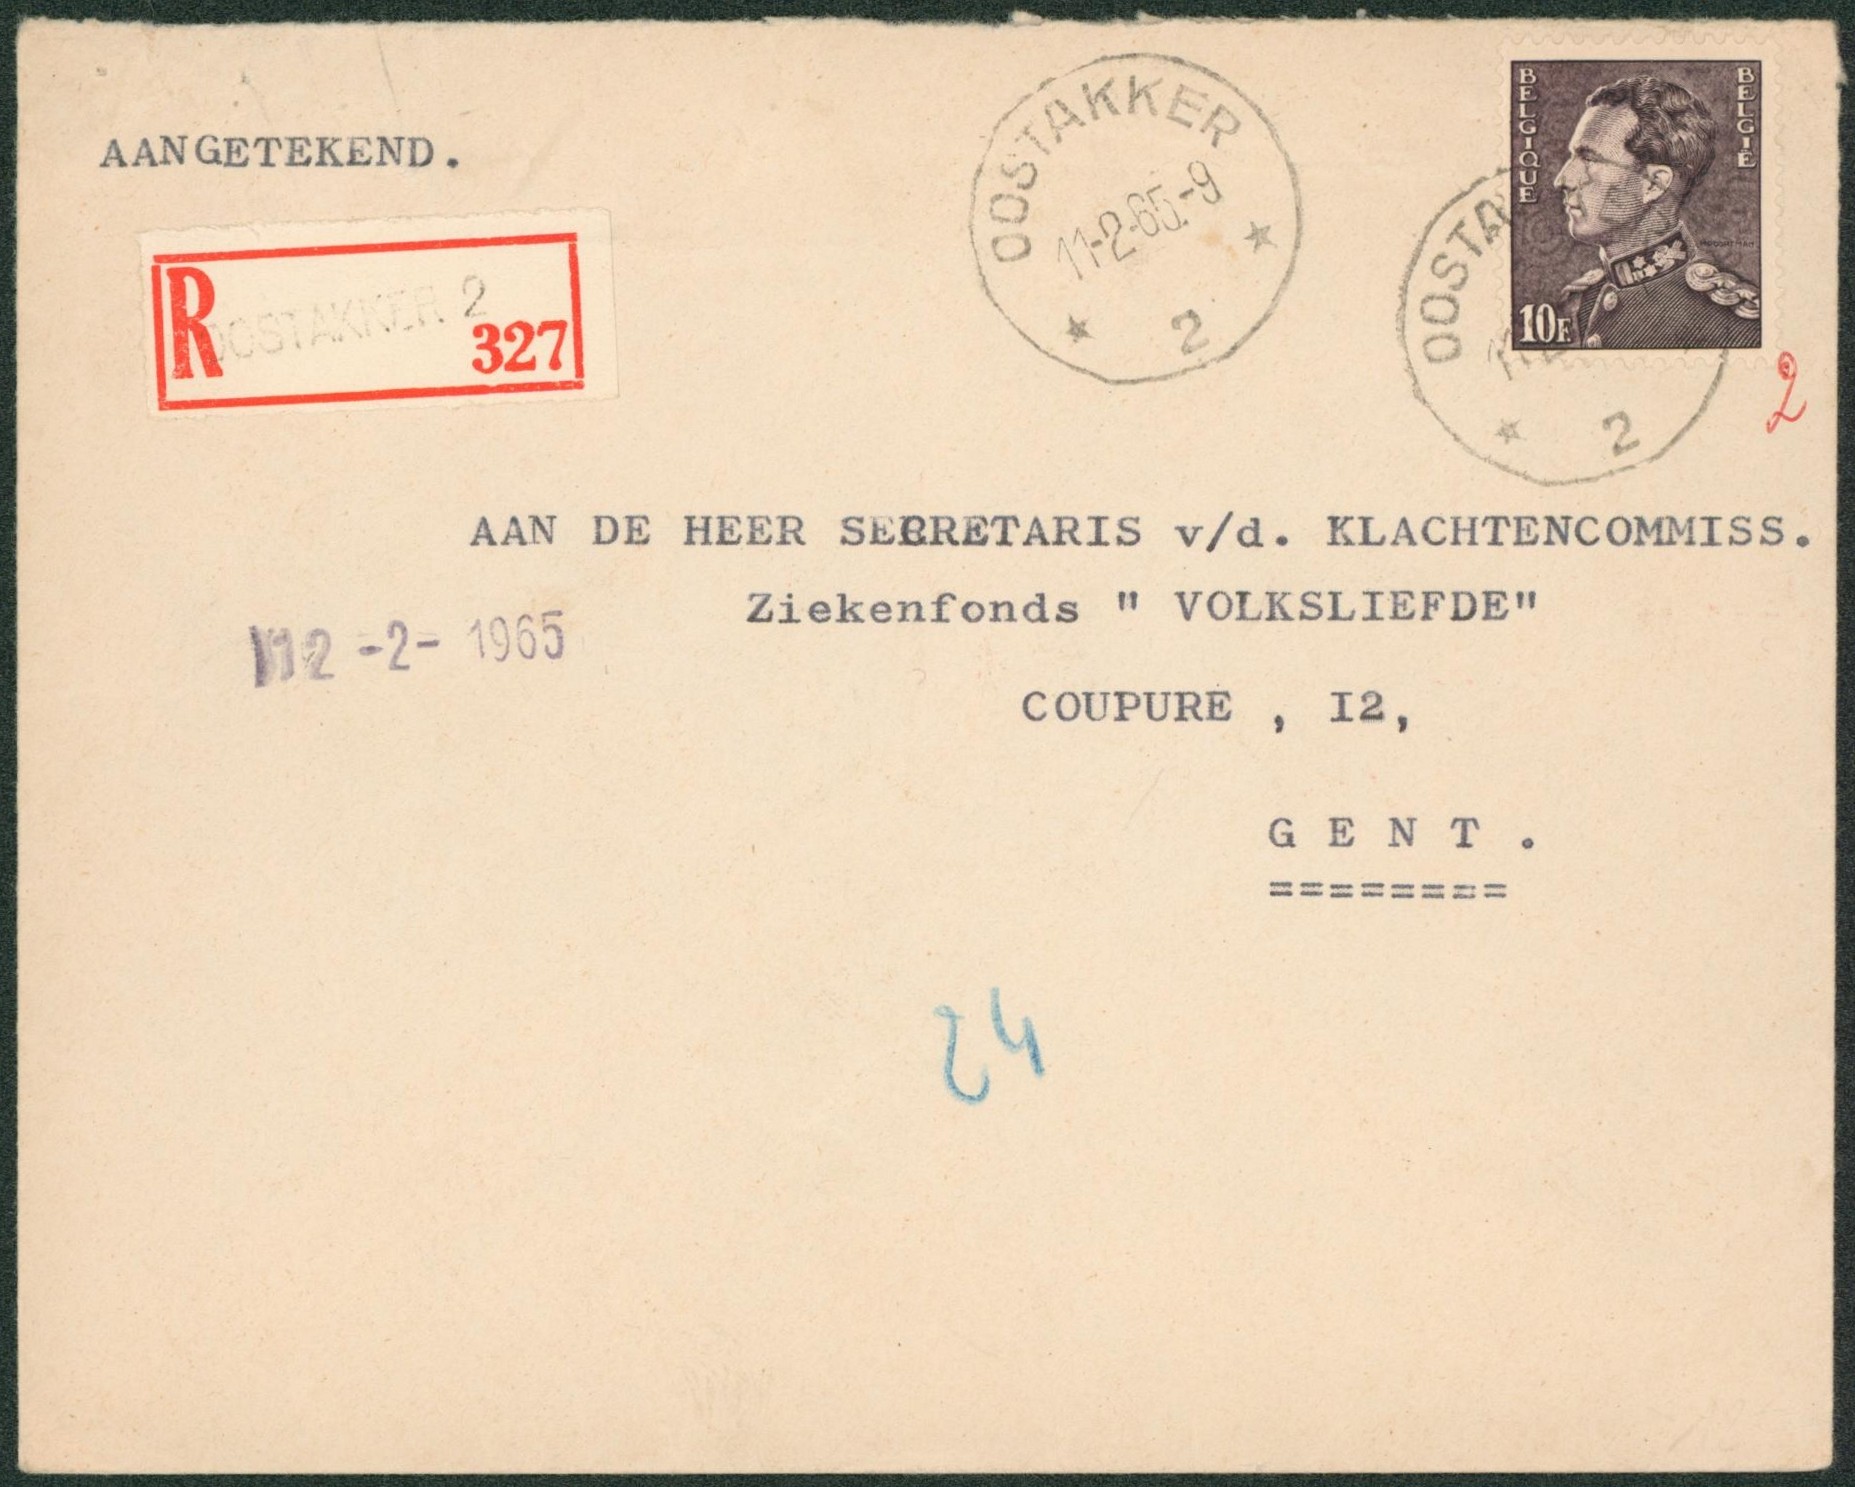 AANGETEKEND.
R OOSTAKKER 2
327
OOSTAKKER
11-2-65.-9
2
BELGIQUE
BELGIË
10F.
2
2
AAN DE HEER SECRETARIS v/d. KLACHTENCOMMISS.
Ziekenfonds " VOLKSLIEFDE"
12 -2- 1965
COUPURE , I2,
G E N T .
========
24